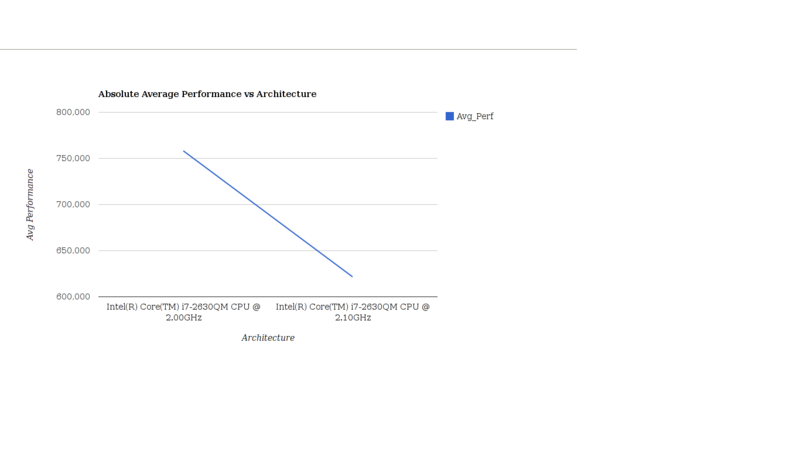 Absolute Average Performance vs Architecture
800,000
Avg_Perf
750,000
700,000
650,000
600,000
Avg Performance
Intel(R) Core(TM) i7-2630QM CPU @
2.00GHz
Intel(R) Core(TM) i7-2630QM CPU @
2.10GHz
Architecture